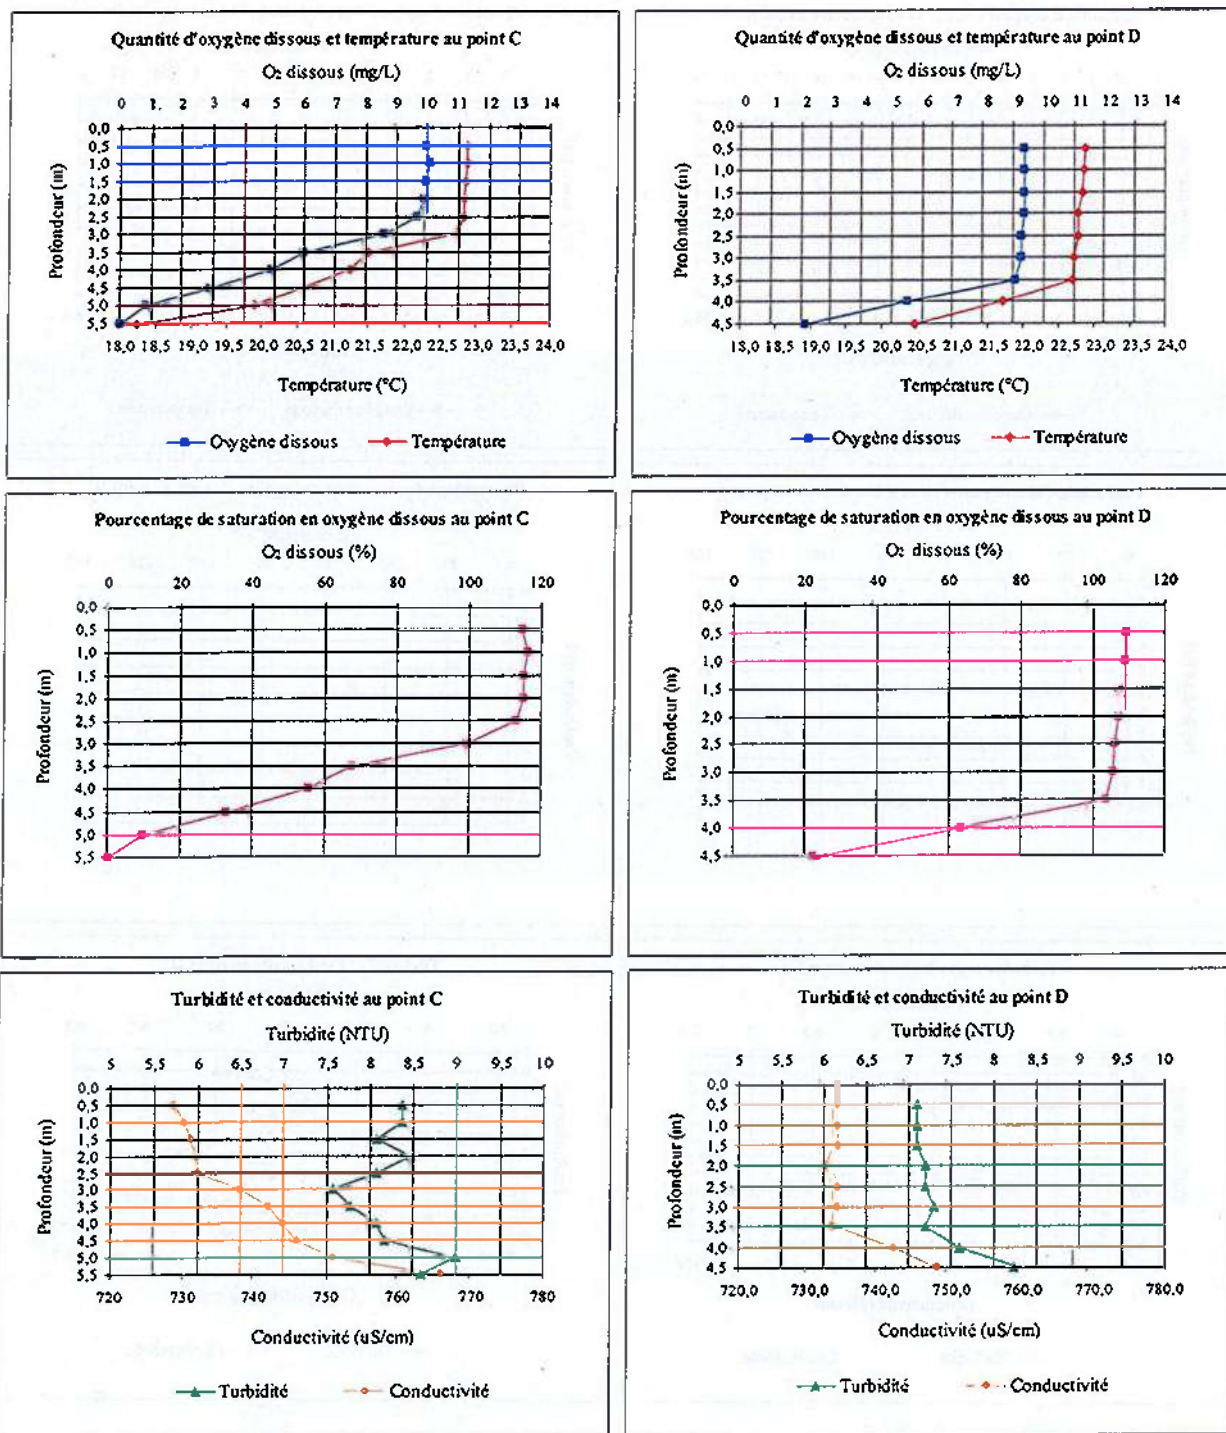 Quantité d'oxygène dissous et température au point C
O₂ dissous (mg/L)
0 1 2 3 4 5 6 7 8 9 10 11 12 13 14
Profondeur (m)
0,0
0,5
1,0
1,5
2,0
2,5
3,0
3,5
4,0
4,5
5,0
5,5
18,0 18,5 19,0 19,5 20,0 20,5 21,0 21,5 22,0 22,5 23,0 23,5 24,0
Température (°C)
Oxygène dissous Température
Quantité d'oxygène dissous et température au point D
O₂ dissous (mg/L)
0 1 2 3 4 5 6 7 8 9 10 11 12 13 14
Profondeur (m)
0,0
0,5
1,0
1,5
2,0
2,5
3,0
3,5
4,0
4,5
18,0 18,5 19,0 19,5 20,0 20,5 21,0 21,5 22,0 22,5 23,0 23,5 24,0
Température (°C)
Oxygène dissous Température
Pourcentage de saturation en oxygène dissous au point C
O₂ dissous (%)
0 20 40 60 80 100 120
Profondeur (m)
0,0
0,5
1,0
1,5
2,0
2,5
3,0
3,5
4,0
4,5
5,0
5,5
Pourcentage de saturation en oxygène dissous au point D
O₂ dissous (%)
0 20 40 60 80 100 120
Profondeur (m)
0,0
0,5
1,0
1,5
2,0
2,5
3,0
3,5
4,0
4,5
Turbidité et conductivité au point C
Turbidité (NTU)
5 5,5 6 6,5 7 7,5 8 8,5 9 9,5 10
Profondeur (m)
0,0
0,5
1,0
1,5
2,0
2,5
3,0
3,5
4,0
4,5
5,0
5,5
720 730 740 750 760 770 780
Conductivité (uS/cm)
Turbidité Conductivité
Turbidité et conductivité au point D
Turbidité (NTU)
5 5,5 6 6,5 7 7,5 8 8,5 9 9,5 10
Profondeur (m)
0,0
0,5
1,0
1,5
2,0
2,5
3,0
3,5
4,0
4,5
720,0 730,0 740,0 750,0 760,0 770,0 780,0
Conductivité (uS/cm)
Turbidité Conductivité